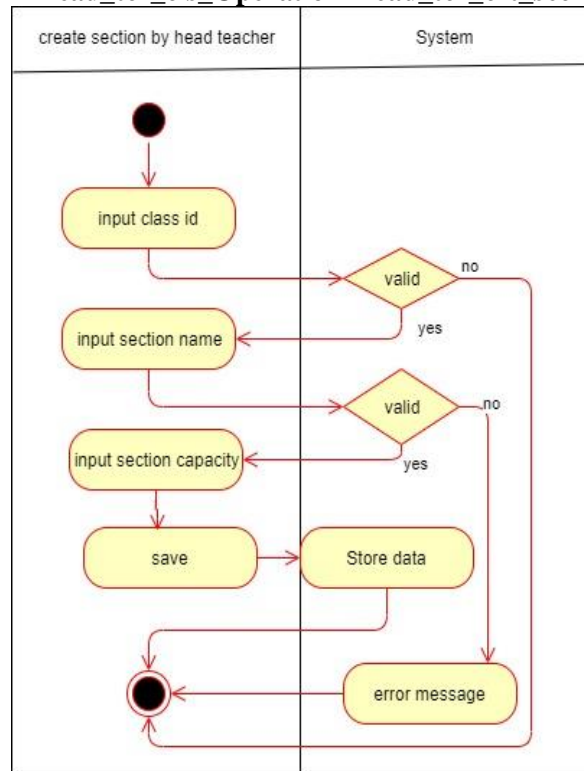 create section by head teacher
System
input class id
valid
no
yes
input section name
valid
no
yes
input section capacity
save
Store data
error message